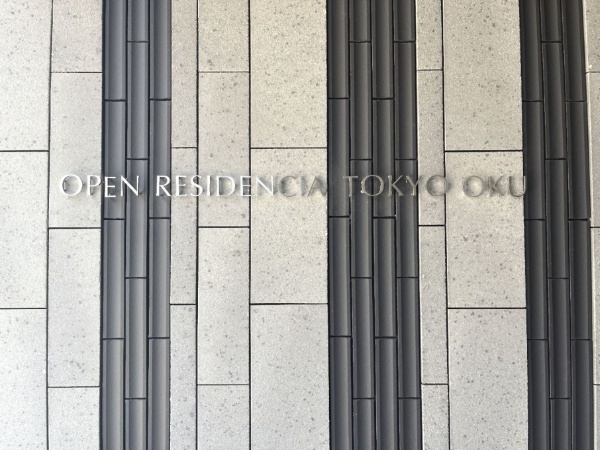 OPEN RESIDENCIA TOKYO OKU